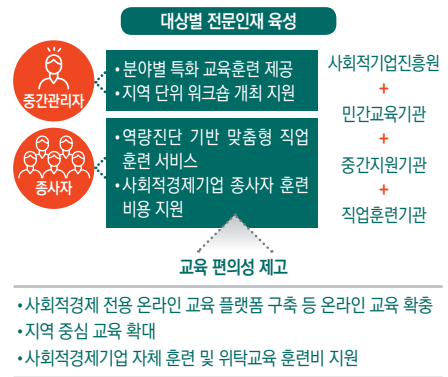 대상별 전문인재 육성
중간관리자
• 분야별 특화 교육훈련 제공
• 지역 단위 워크숍 개최 지원
종사자
• 역량진단 기반 맞춤형 직업
훈련 서비스
• 사회적경제기업 종사자 훈련
비용 지원
사회적기업진흥원
+
민간교육기관
+
중간지원기관
+
직업훈련기관
교육 편의성 제고
• 사회적경제 전용 온라인 교육 플랫폼 구축 등 온라인 교육 확충
• 지역 중심 교육 확대
• 사회적경제기업 자체 훈련 및 위탁교육 훈련비 지원